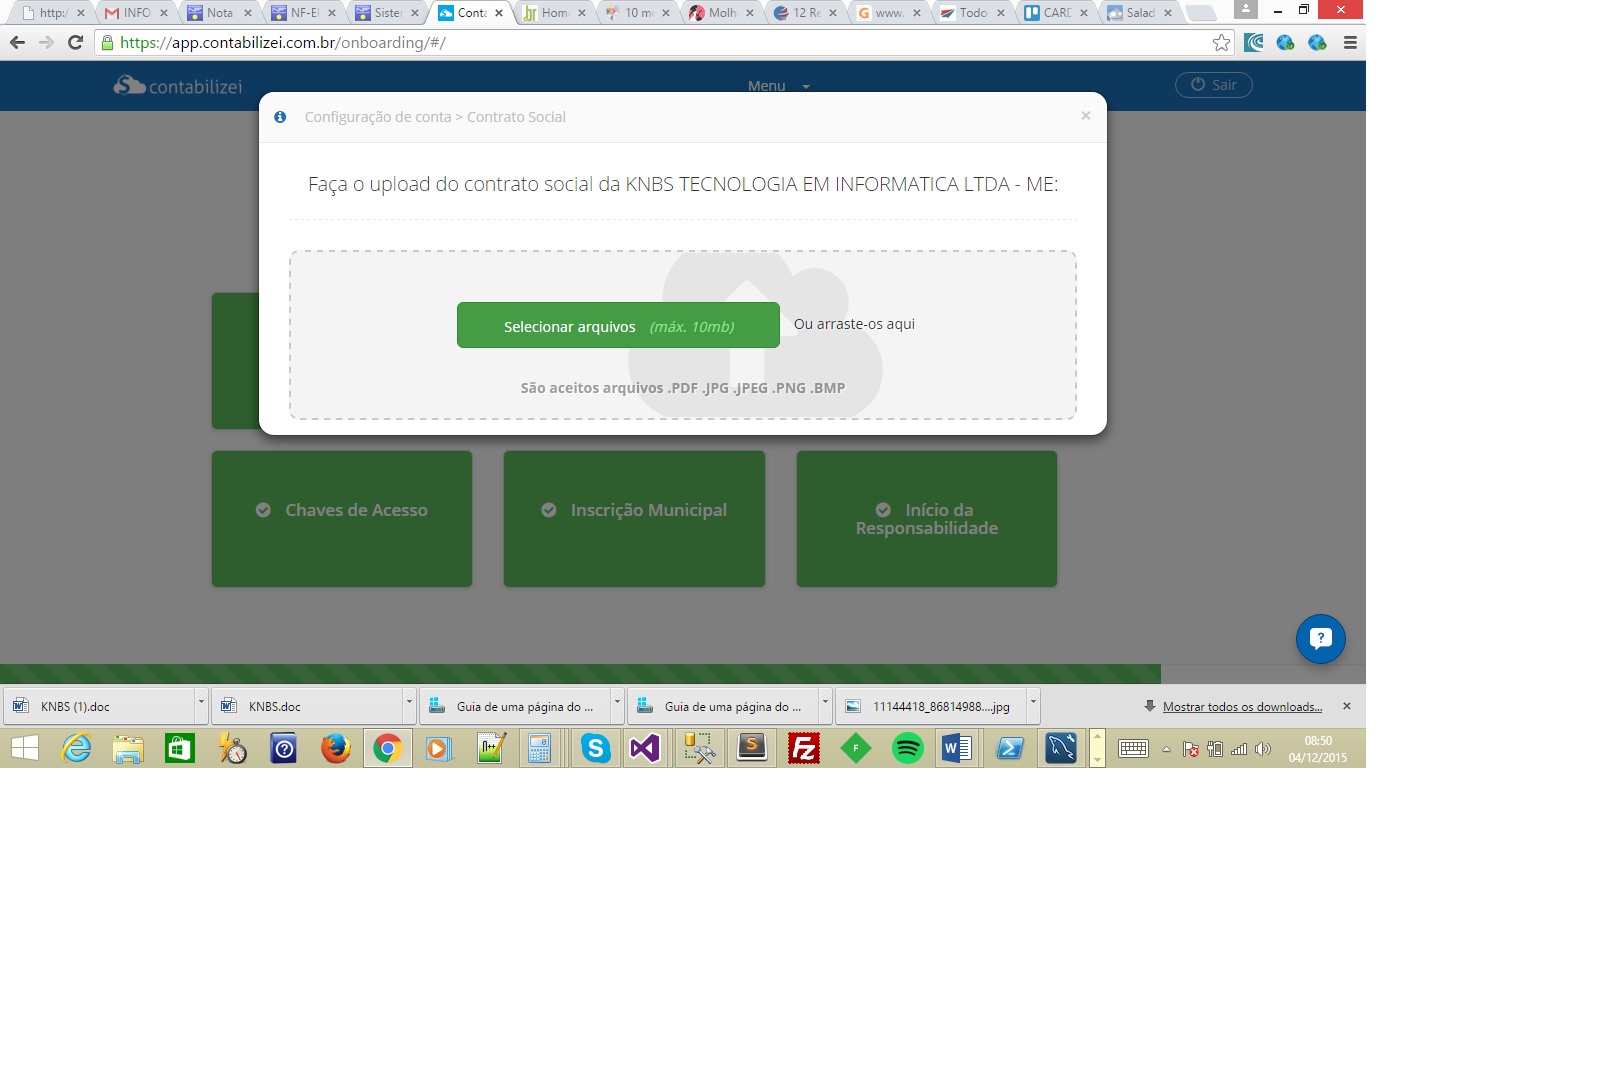 http:/
INFO
Nota
NF-El
Sister
Conta
Hom
10 m
Molh
12 Re
www.
Todo
CARD
Salad
https://app.contabilizei.com.br/onboarding/#/
contabilizei
Menu
Sair
Configuração de conta > Contrato Social
Faça o upload do contrato social da KNBS TECNOLOGIA EM INFORMATICA LTDA - ME:
Selecionar arquivos (máx. 10mb)
Ou arraste-os aqui
São aceitos arquivos .PDF .JPG .JPEG .PNG .BMP
Chaves de Acesso
Inscrição Municipal
Início da
Responsabilidade
KNBS (1).doc
KNBS.doc
Guia de uma página do ...
Guia de uma página do ...
11144418_86814988....jpg
Mostrar todos os downloads...
08:50
04/12/2015